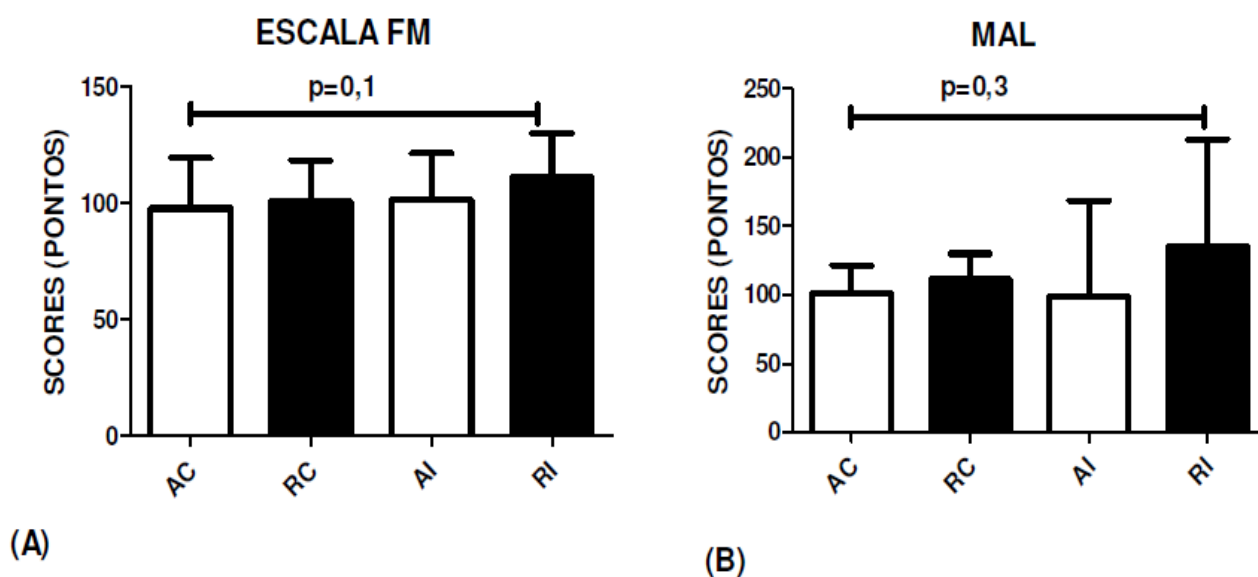 ESCALA FM
p=0,1
SCORES (PONTOS)
150
100
50
0
AC
RC
AI
RI
(A)
MAL
p=0,3
SCORES (PONTOS)
250
200
150
100
50
0
AC
RC
AI
RI
(B)